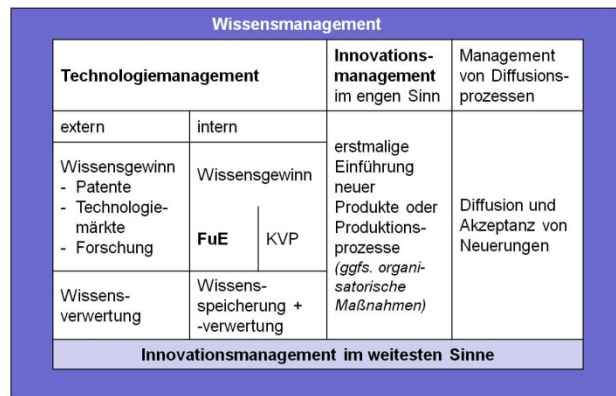 Wissensmanagement
Technologiemanagement
Innovations-
management
im engen Sinn
Management
von Diffusions-
prozessen
extern
intern
Wissensgewinn
- Patente
- Technologie-
märkte
- Forschung
Wissensgewinn
FuE
KVP
Wissens-
verwertung
Wissens-
speicherung +
-verwertung
erstmalige
Einführung
neuer
Produkte oder
Produktions-
prozesse
(ggfs. organi-
satorische
Maßnahmen)
Diffusion und
Akzeptanz von
Neuerungen
Innovationsmanagement im weitesten Sinne